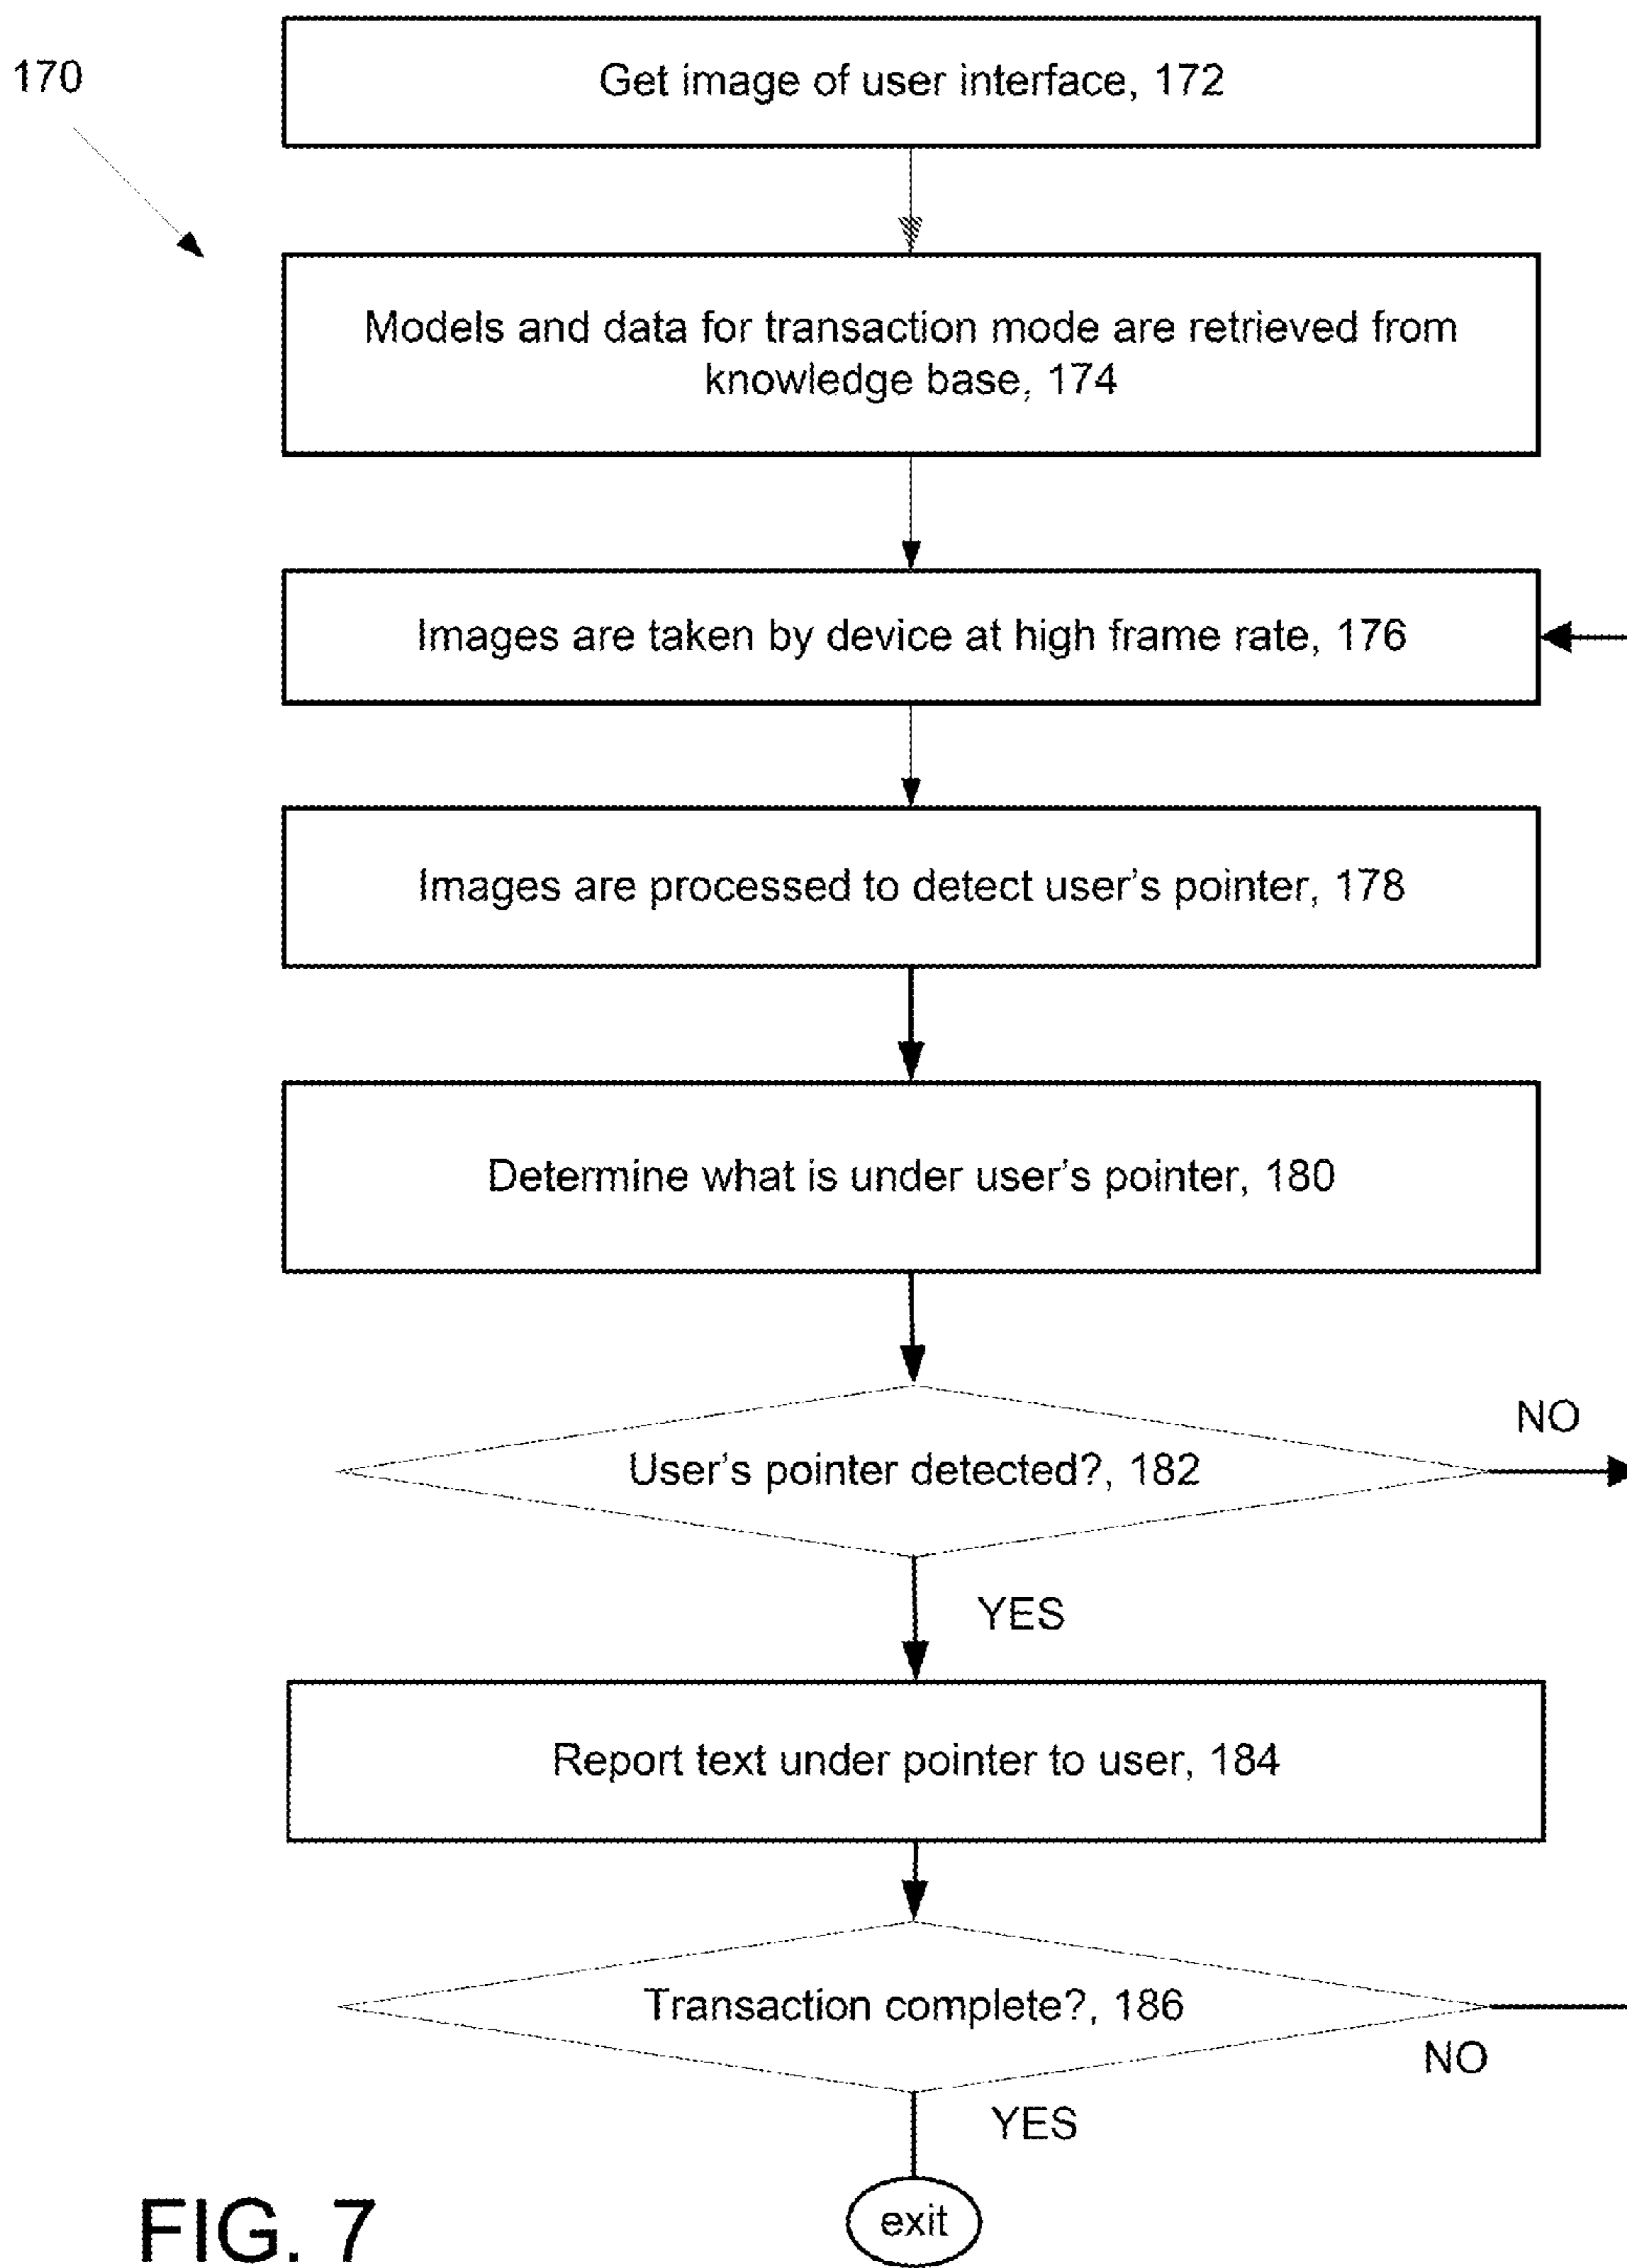 170
Get image of user interface, 172
Models and data for transaction mode are retrieved from
knowledge base, 174
Images are taken by device at high frame rate, 176
Images are processed to detect user's pointer, 178
Determine what is under user's pointer, 180
NO
User's pointer detected?, 182
YES
Report text under pointer to user, 184
Transaction complete?, 186
NO
YES
exit
FIG. 7